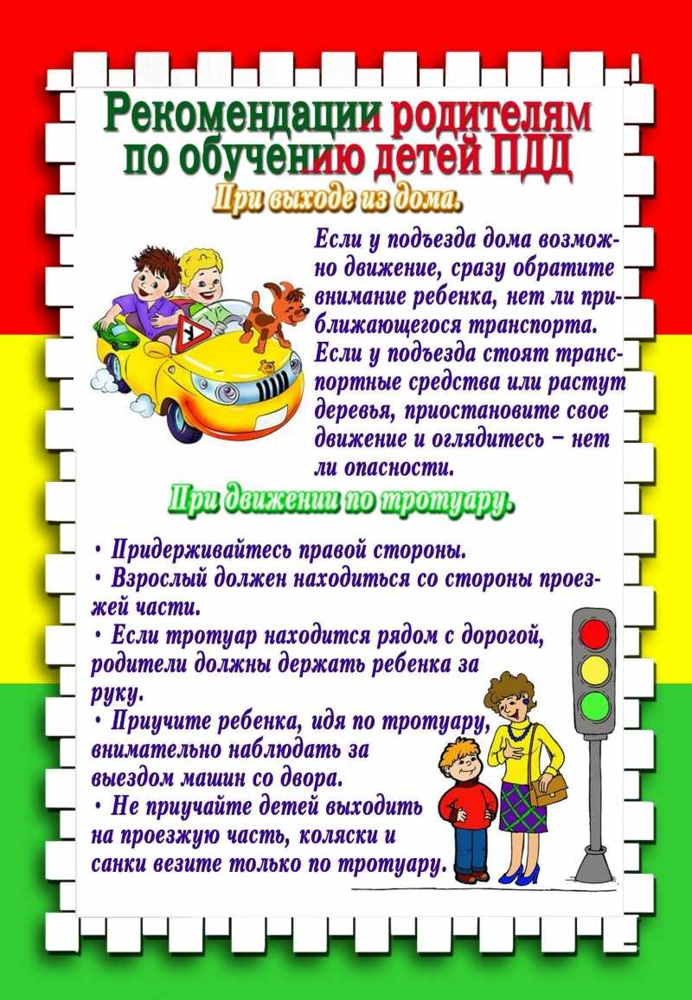 Рекомендации родителям
по обучению детей ПДД
При выходе из дома.
Если у подъезда дома возмож-
но движение, сразу обратите
внимание ребенка, нет ли при-
ближающегося транспорта.
Если у подъезда стоят транс-
портные средства или растут
деревья, приостановите свое
движение и оглядитесь – нет
ли опасности.
У
При движении по тротуару.
• Придерживайтесь правой стороны.
• Взрослый должен находиться со стороны проез-
жей части.
• Если тротуар находится рядом с дорогой,
родители должны держать ребенка за
руку.
• Приучите ребенка, идя по тротуару,
внимательно наблюдать за
выездом машин со двора.
• Не приучайте детей выходить
на проезжую часть, коляски и
санки везите только по тротуару.